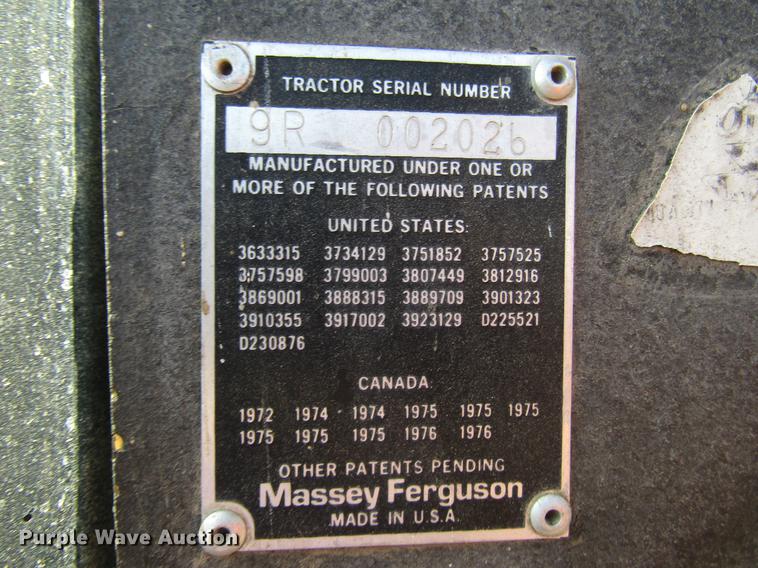 TRACTOR SERIAL NUMBER
9R 002026
MANUFACTURED UNDER ONE OR
MORE OF THE FOLLOWING PATENTS
UNITED STATES:
3633315 3734129 3751852 3757525
3757598 3799003 3807449 3812916
3869001 3888315 3889709 3901323
3910355 3917002 3923129 D225521
D230876
CANADA:
1972 1974 1974 1975 1975 1975
1975 1975 1975 1976 1976
OTHER PATENTS PENDING
Massey Ferguson
MADE IN U.S.A.
Purple Wave Auction